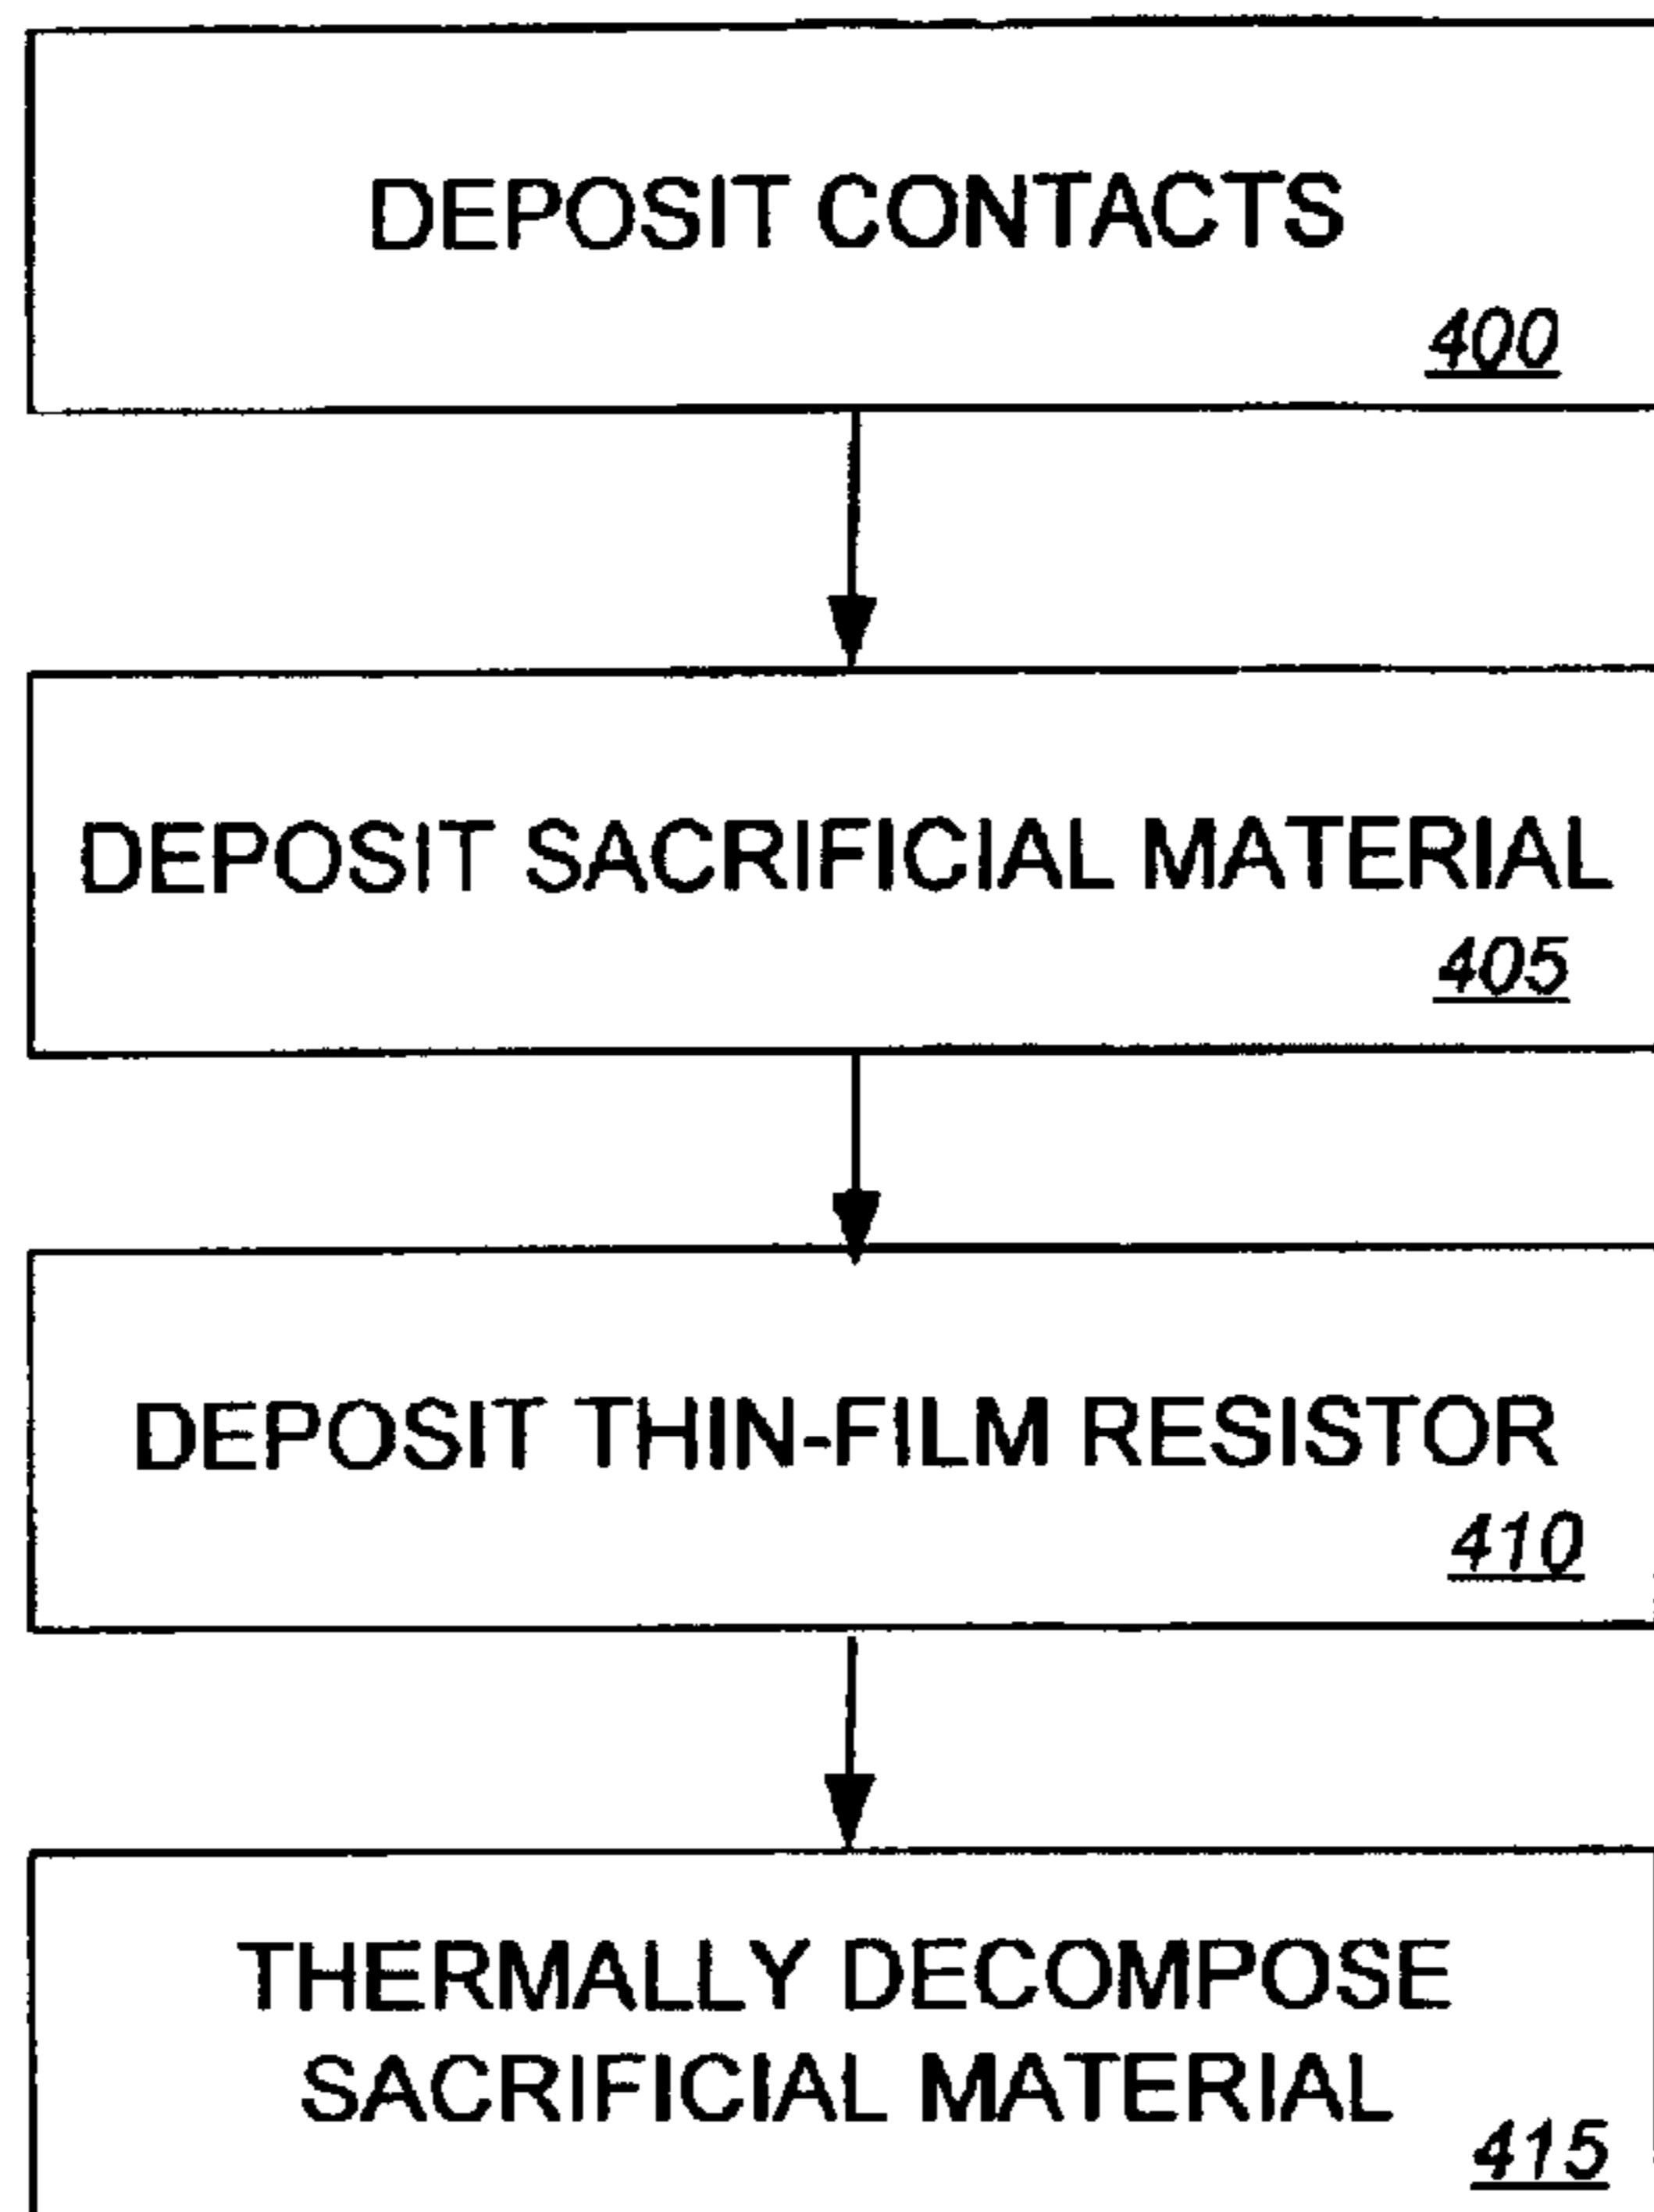 DEPOSIT CONTACTS
400
DEPOSIT SACRIFICIAL MATERIAL
405
DEPOSIT THIN-FILM RESISTOR
410
THERMALLY DECOMPOSE
SACRIFICIAL MATERIAL
415